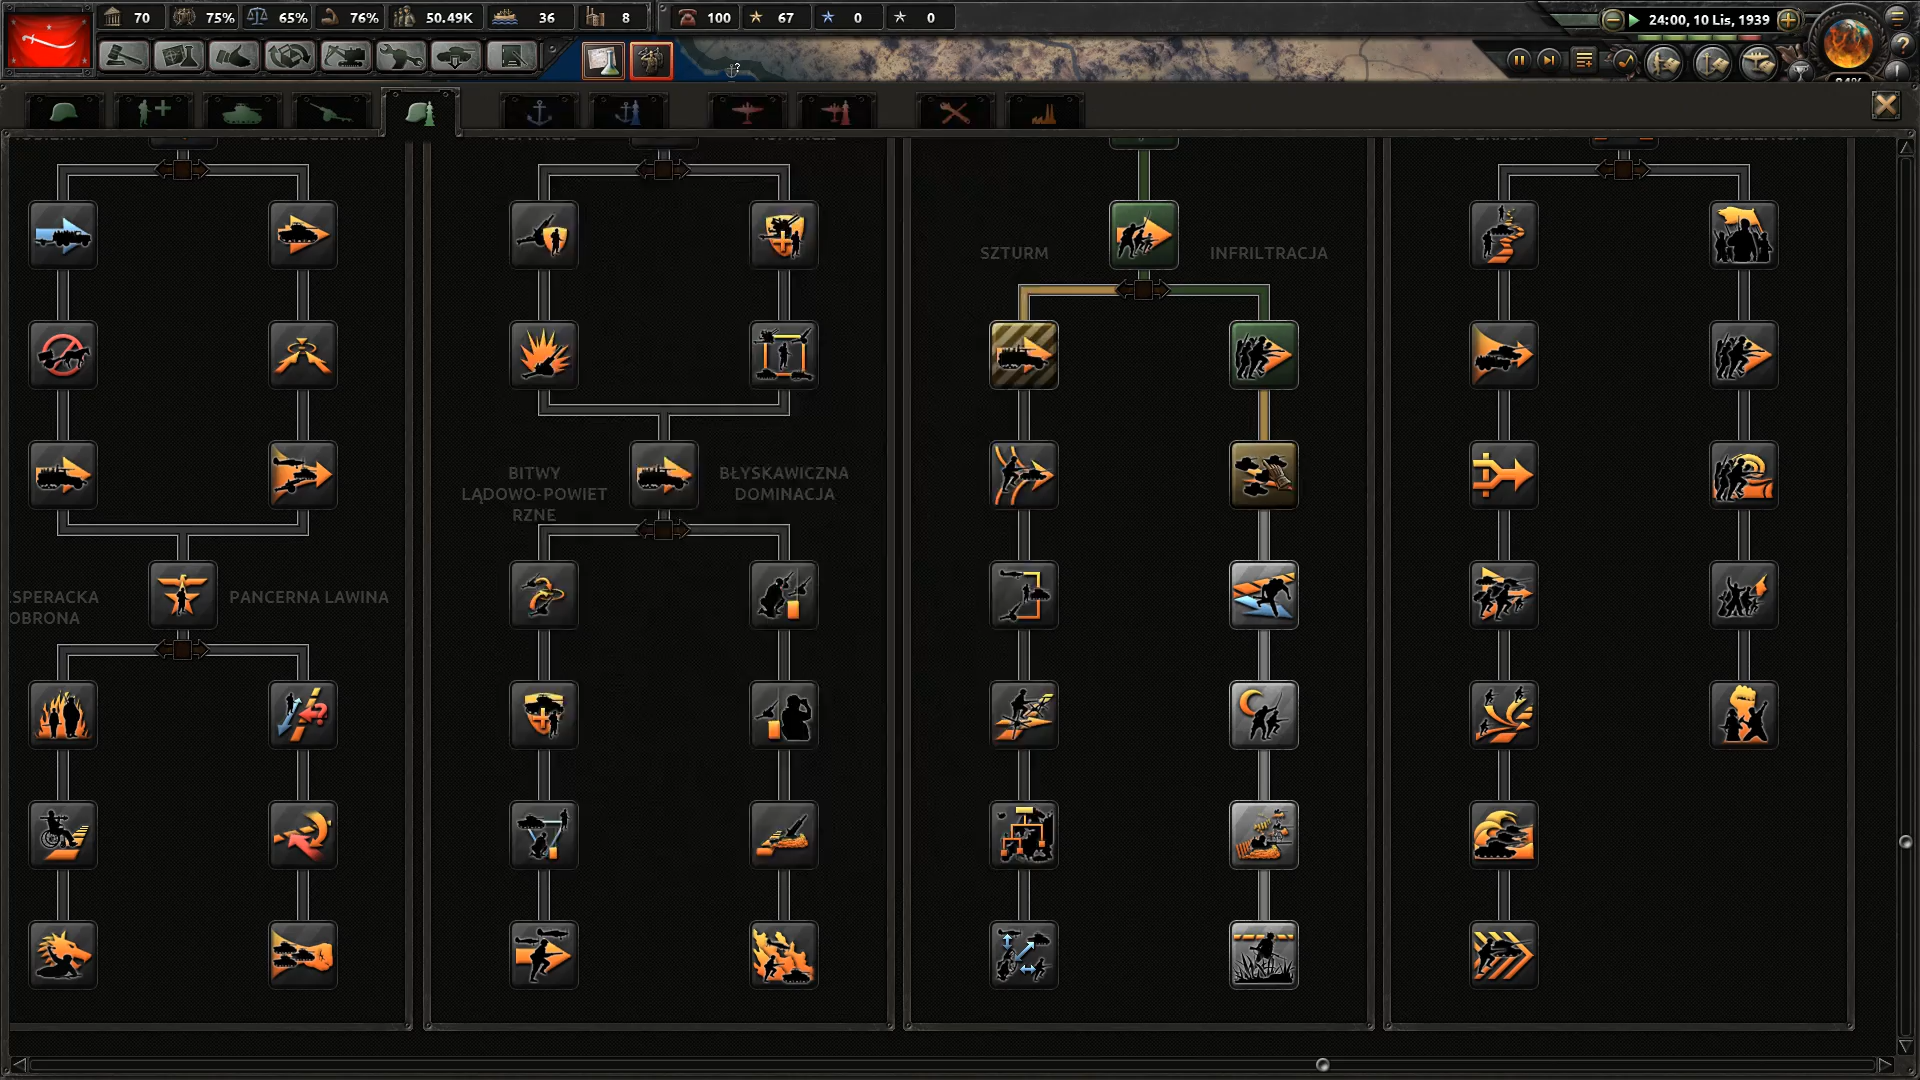 70 75% 65% 76% 50.49K 36 8 100 67 0 0 24:00, 10 Lis, 1939
SZTURM INFRILTRACJA
BITWY
LĄDOWO-POWIET
RZNE
BŁYSKAWICZNA
DOMINACJA
SPERACKA
OBRONA
PANCERNA LAWINA